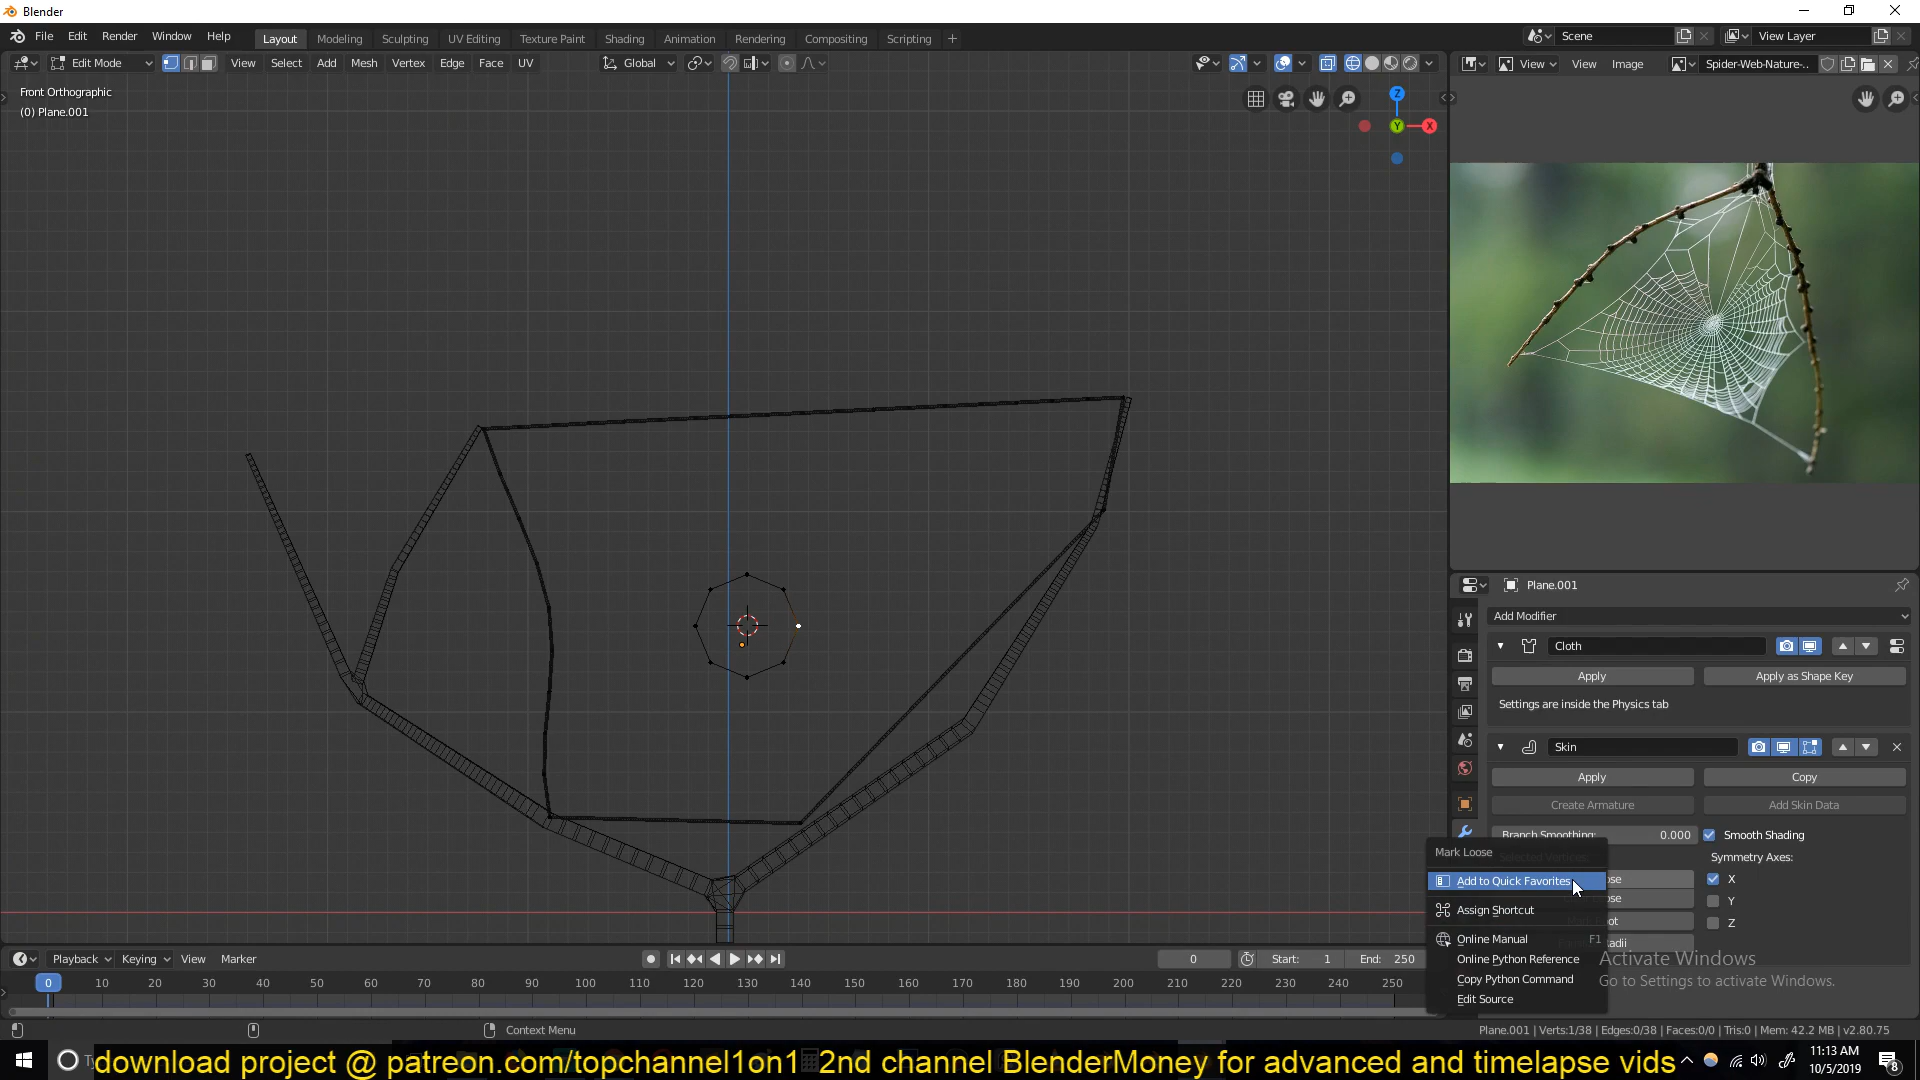 Blender
File Edit Render Window Help Layout Modeling Sculpting UV Editing Texture Paint Shading Animation Rendering Compositing Scripting Scene View Layer
Edit Mode View Select Add Mesh Vertex Edge Face UV Global View View Image Spider-Web-Nature-..
Front Orthographic
(0) Plane.001
Z
Y X
Plane.001
Add Modifier
Cloth
Apply Apply as Shape Key
Settings are inside the Physics tab
Skin
Apply Copy
Create Armature Add Skin Data
Branch Smoothing: 0.000 Smooth Shading
Mark Loose
Symmetry Axes:
Add to Quick Favorites X
Y
Assign Shortcut
Z
Online Manual F1
Online Python Reference
Copy Python Command
Edit Source
Activate Windows
Go to Settings to activate Windows.
Playback Keying View Marker 0 Start: 1 End: 250
0 10 20 30 40 50 60 70 80 90 100 110 120 130 140 150 160 170 180 190 200 210 220 230 240 250
Context Menu
Plane.001 | Verts:1/38 | Edges:0/38 | Faces:0/0 | Tris:0 | Mem: 42.2 MB | v2.80.75
download project @ patreon.com/topchannel1on1 2nd channel BlenderMoney for advanced and timelapse vids
11:13 AM
10/5/2019
8